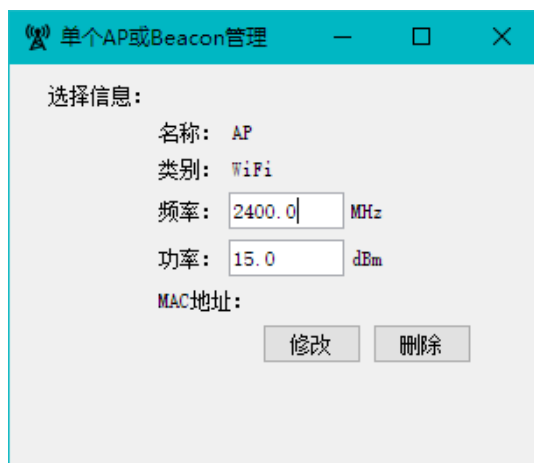 单个AP或Beacon管理
选择信息：
名称： AP
类别： WiFi
频率： 2400.0 MHz
功率： 15.0 dBm
MAC地址：
修改 删除